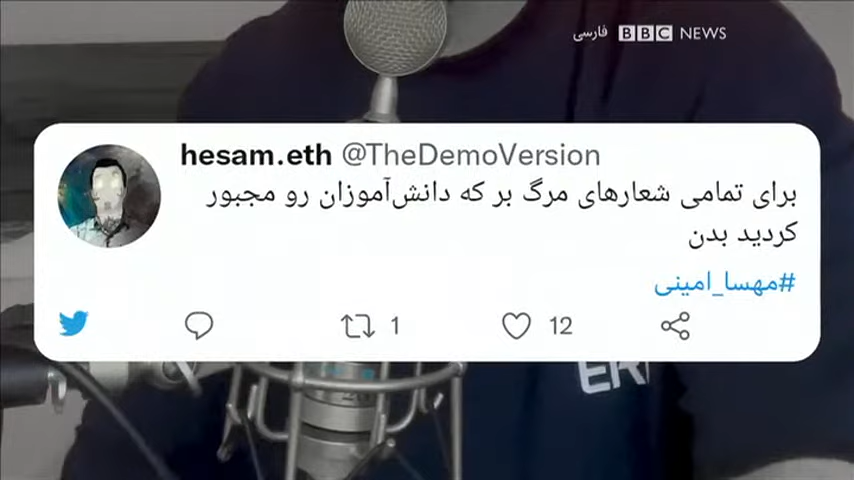 BBC NEWS فارسی
hesam.eth @TheDemoVersion
برای تمامی شعارهای مرگ بر که دانش‌آموزان رو مجبور
کردید بدن
#مهسا_امینی
1 12